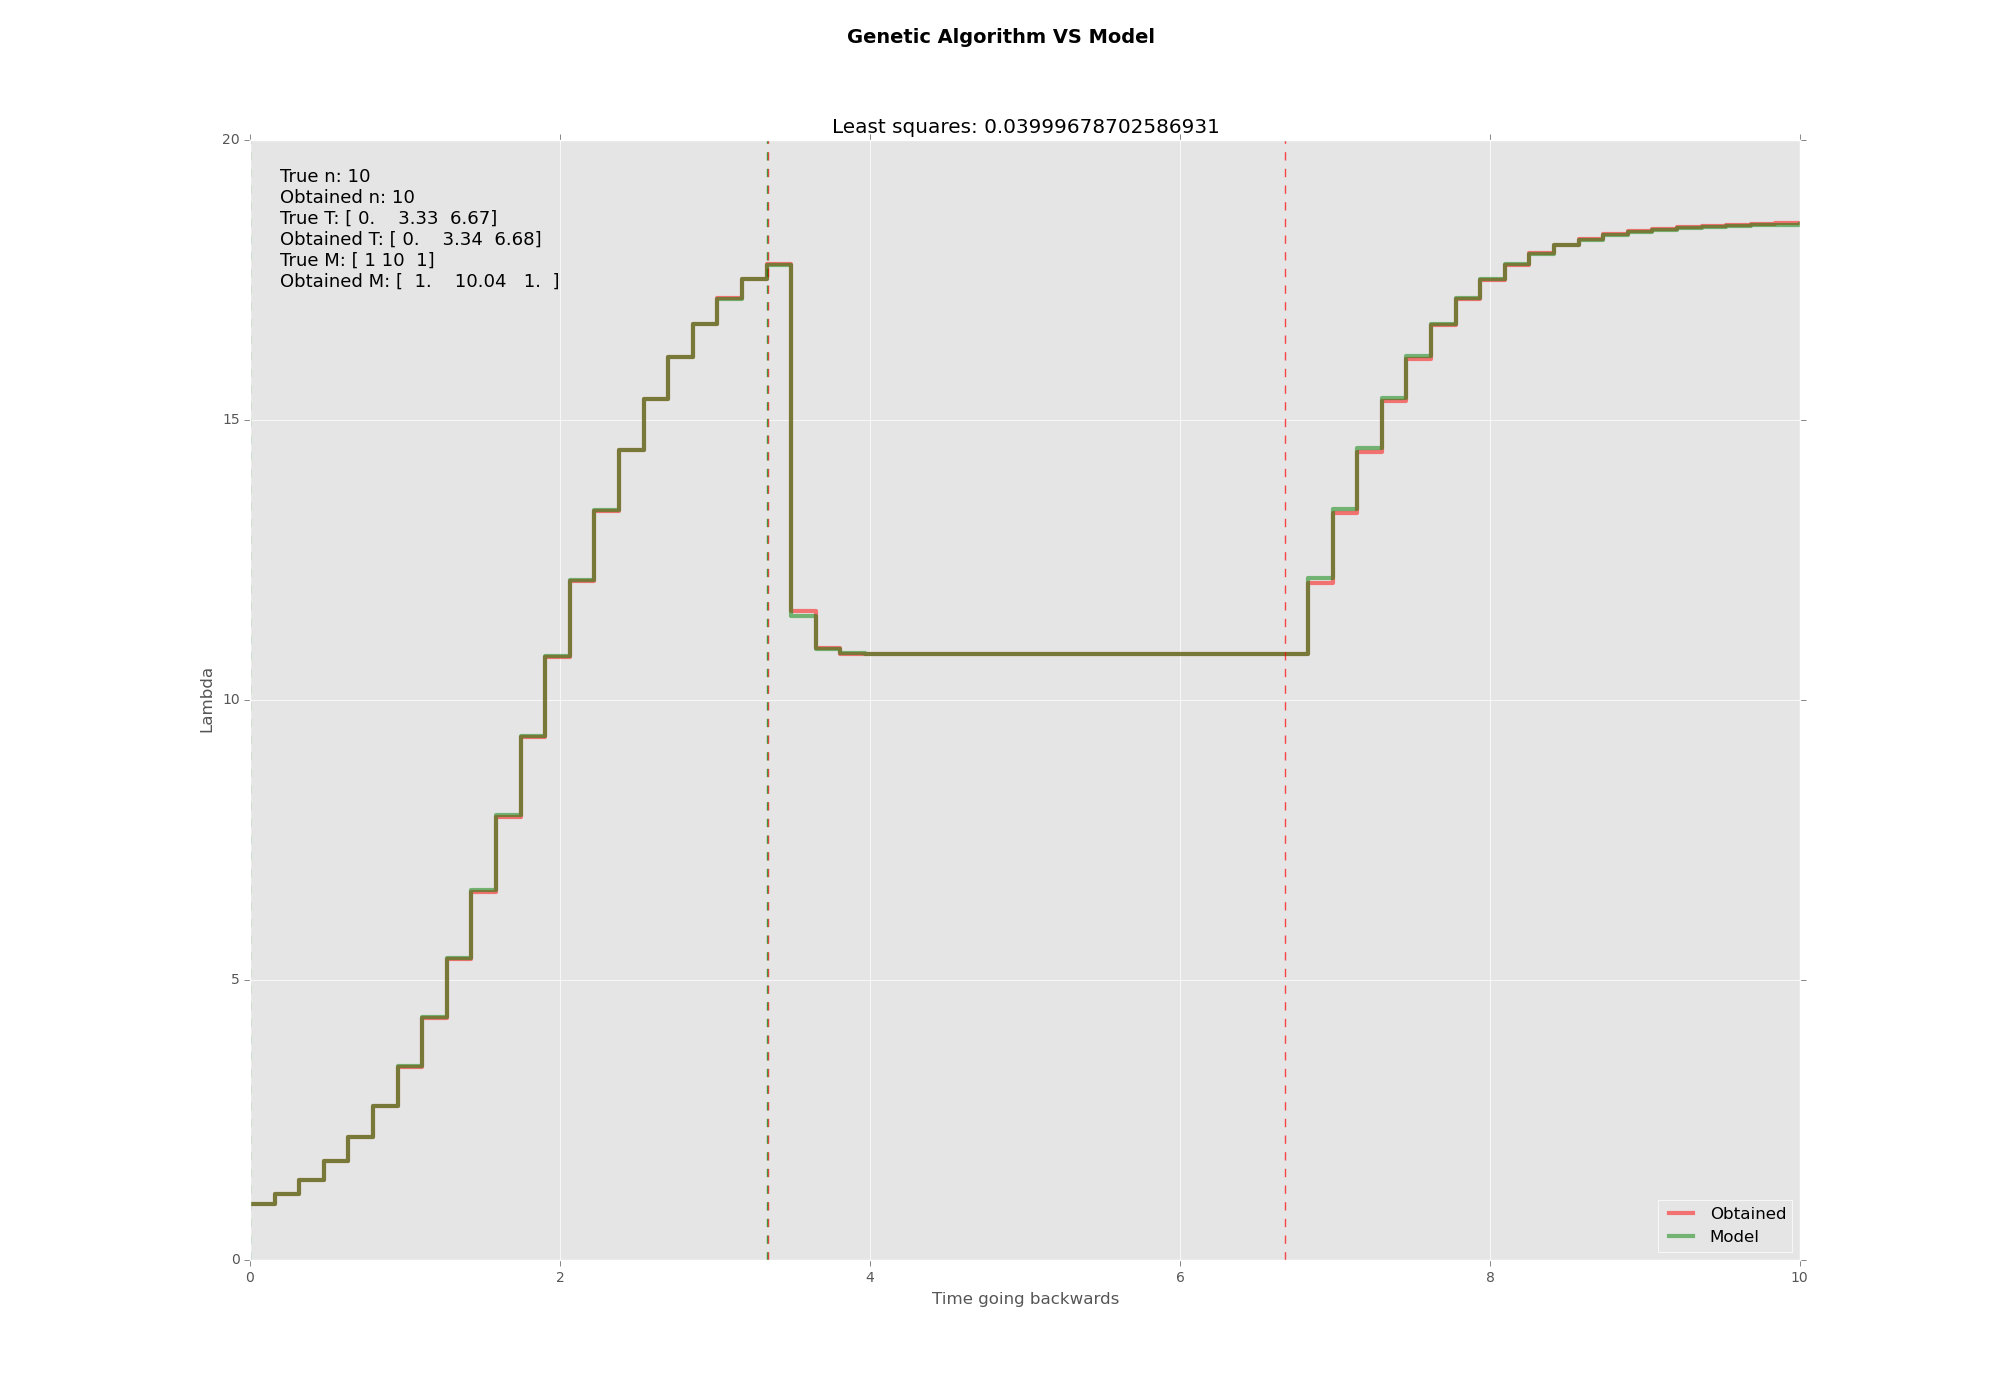 Genetic Algorithm VS Model
Least squares: 0.03999678702586931
True n: 10
Obtained n: 10
True T: [ 0.    3.33  6.67]
Obtained T: [ 0.    3.34  6.68]
True M: [ 1 10  1]
Obtained M: [  1.    10.04   1.  ]
20
15
10
5
0
Lambda
0 2 4 6 8 10
Time going backwards
Obtained
Model